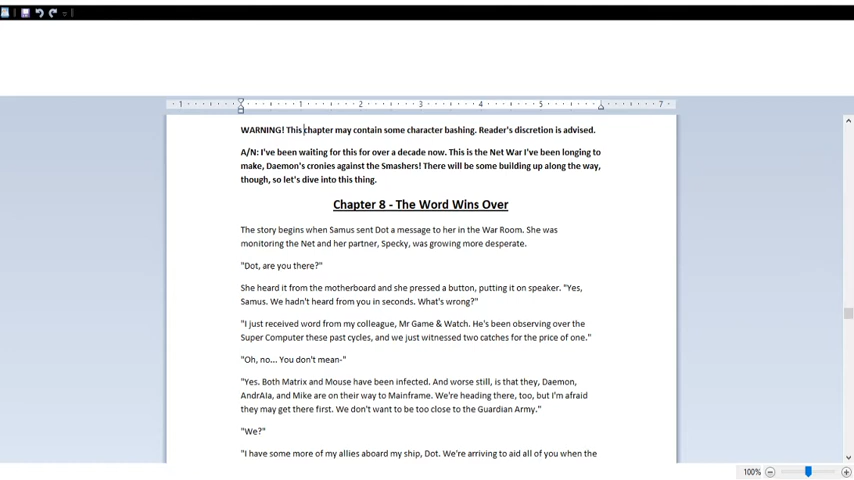 1 1 2 3 4 5 6 7
WARNING! This chapter may contain some character bashing. Reader's discretion is advised.
A/N: I've been waiting for this for over a decade now. This is the Net War I've been longing to
make, Daemon's cronies against the Smashers! There will be some building up along the way,
though, so let's dive into this thing.
Chapter 8 - The Word Wins Over
The story begins when Samus sent Dot a message to her in the War Room. She was
monitoring the Net and her partner, Specky, was growing more desperate.
"Dot, are you there?"
She heard it from the motherboard and she pressed a button, putting it on speaker. "Yes,
Samus. We hadn't heard from you in seconds. What's wrong?"
"I just received word from my colleague, Mr Game & Watch. He's been observing over the
Super Computer these past cycles, and we just witnessed two catches for the price of one."
"Oh, no... You don't mean-"
"Yes. Both Matrix and Mouse have been infected. And worse still, is that they, Daemon,
AndrAIa, and Mike are on their way to Mainframe. We're heading there, too, but I'm afraid
they may get there first. We don't want to be too close to the Guardian Army."
"We?"
"I have some more of my allies aboard my ship, Dot. We're arriving to aid all of you when the
100%